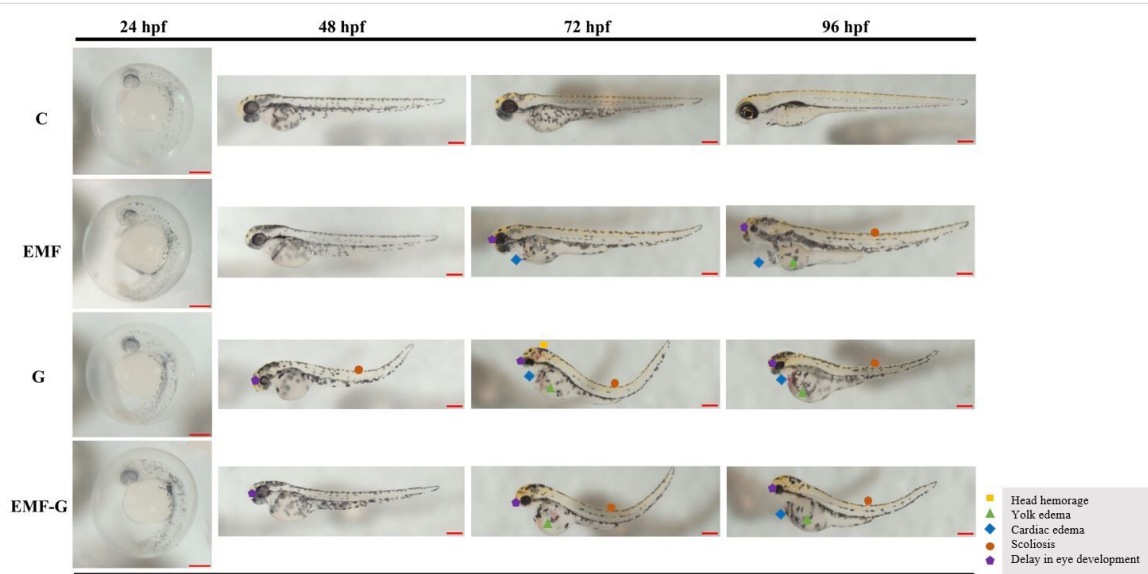 24 hpf 48 hpf 72 hpf 96 hpf
C
EMF
G
EMF-G
Head hemorage
Yolk edema
Cardiac edema
Scoliosis
Delay in eye development